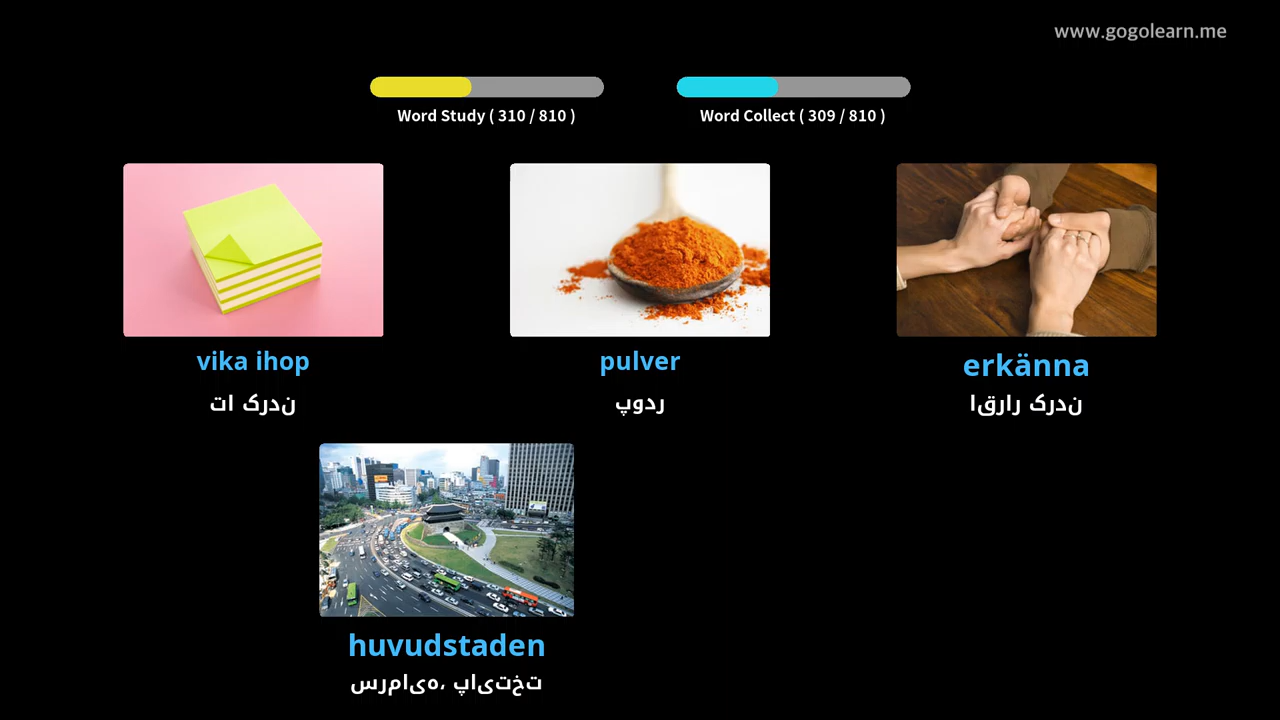 www.gogolearn.me
Word Study ( 310 / 810 )
Word Collect ( 309 / 810 )
vika ihop
ندرک ات
pulver
ردوپ
erkänna
ندرک رارقا
huvudstaden
تختیاپ ،هیامرس